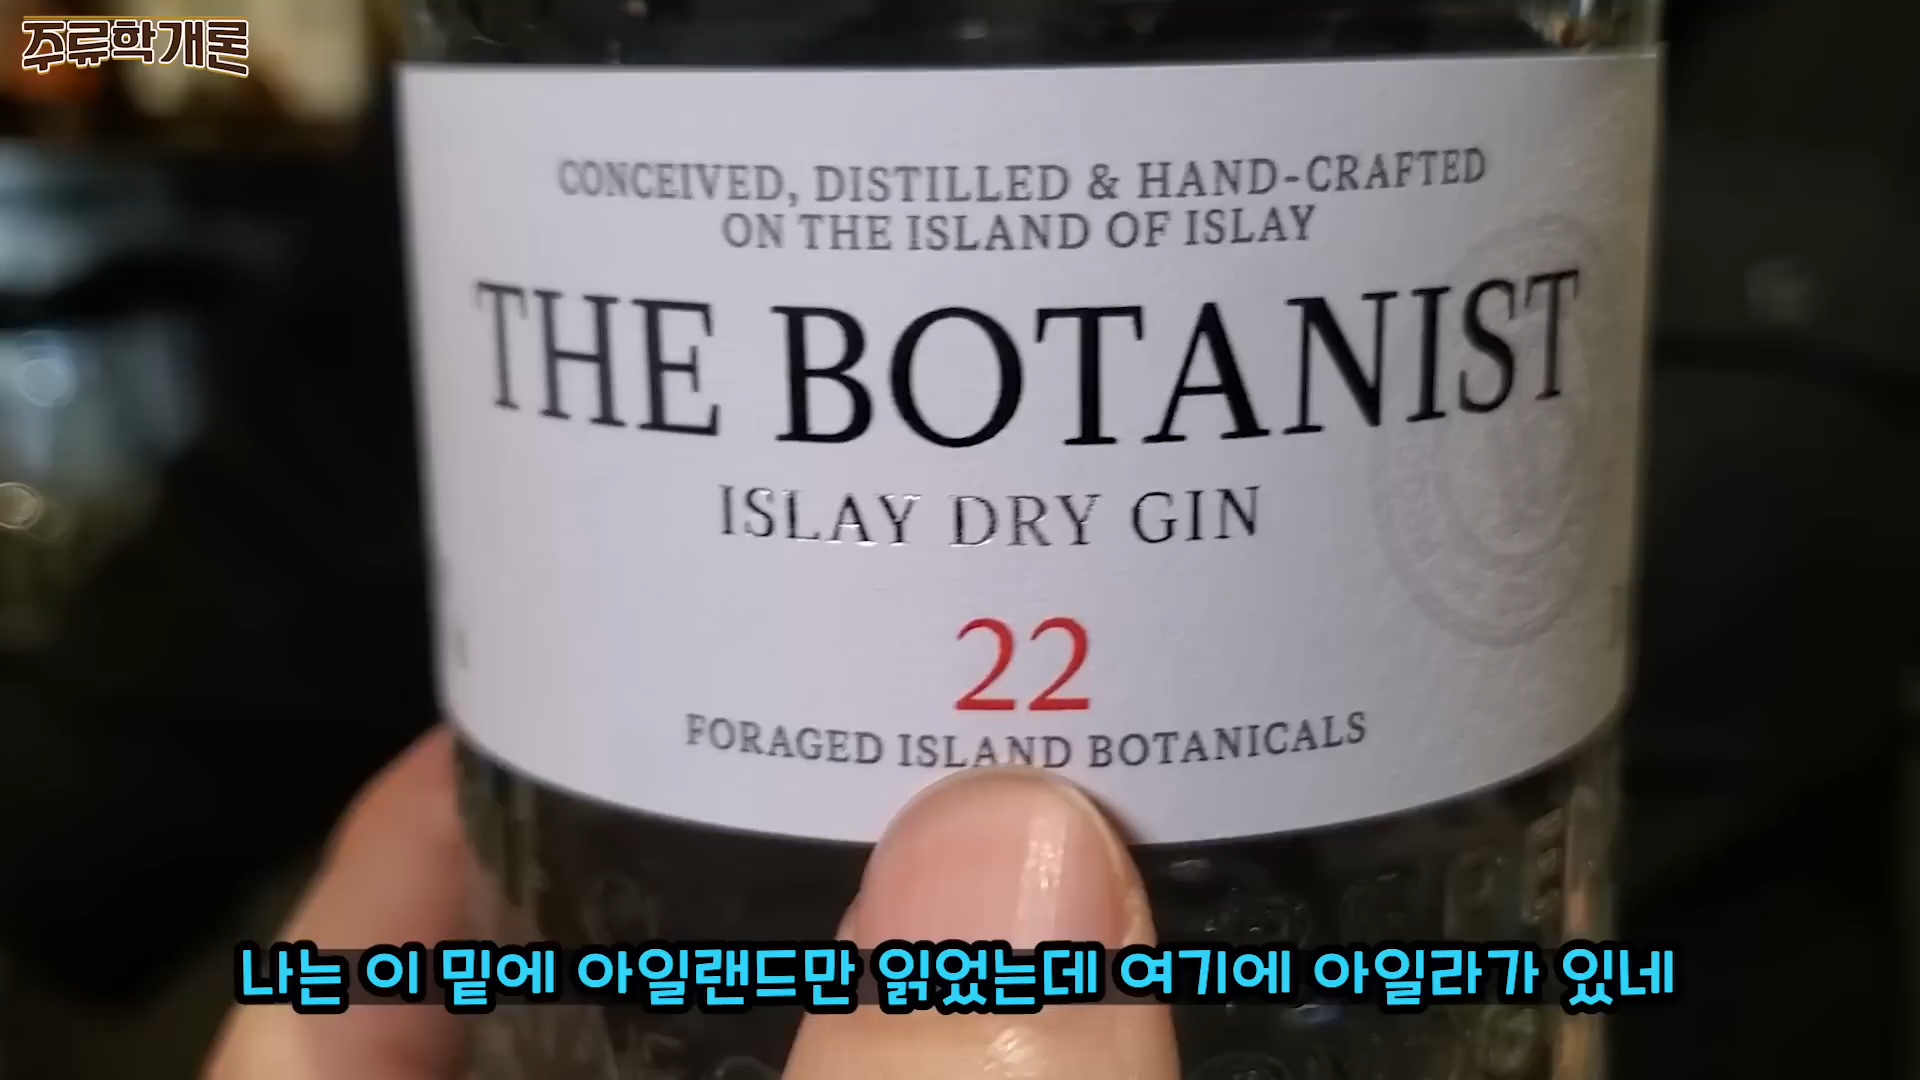 주류학개론
CONCEIVED, DISTILLED & HAND-CRAFTED
ON THE ISLAND OF ISLAY
THE BOTANIST
ISLAY DRY GIN
22
FORAGED ISLAND BOTANICALS
나는 이 밑에 아일랜드만 읽었는데 여기에 아일라가 있네